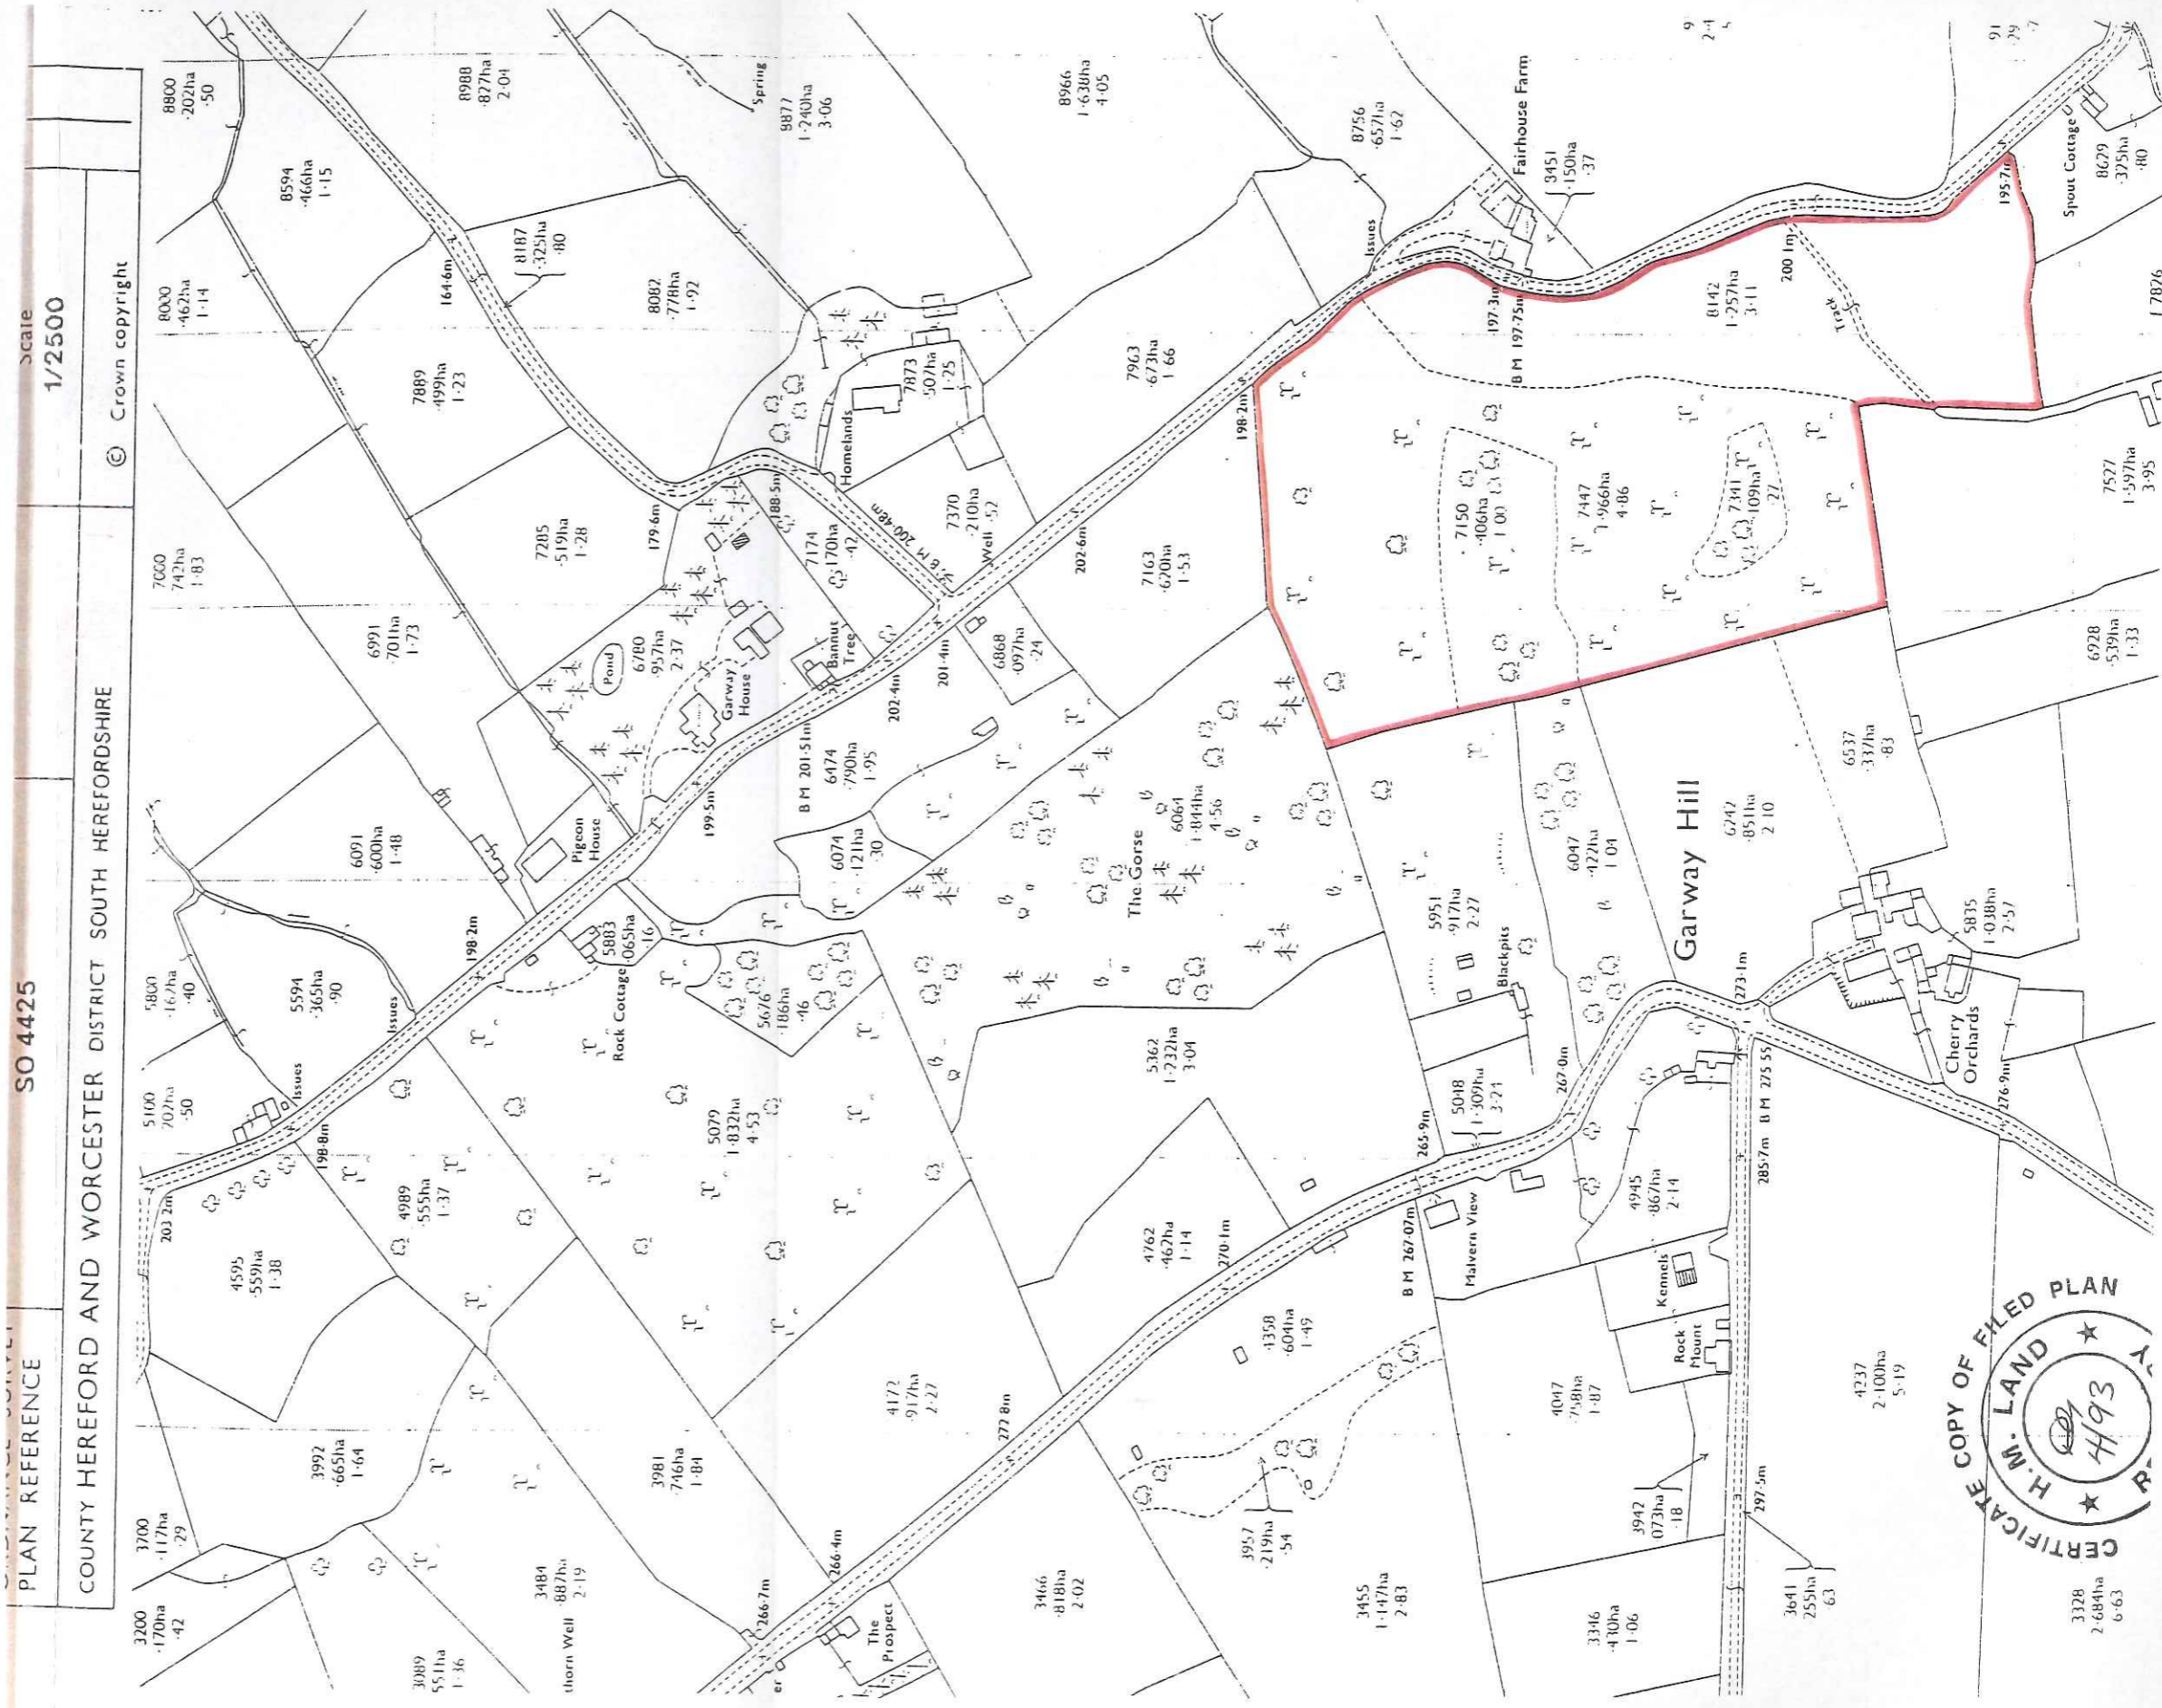 PLAN REFERENCE
SO 4425
Scale
1/2500
COUNTY HEREFORD AND WORCESTER DISTRICT SOUTH HEREFORDSHIRE
© Crown copyright
3200
·170ha
·42
3700
·117ha
·29
203 2m
5100
·50
5800
·167ha
·40
7000
742ha
1·83
8000
·462ha
1·14
8800
·202ha
·50
3089
551ha
1·36
3992
·665ha
1·64
4595
·559ha
1·38
198·8m
Issues
5594
·365ha
·90
Issues
6091
·600ha
1·48
6991
·701ha
1·73
7889
·499ha
1·23
8594
·466ha
1·15
8988
·827ha
2·04
3484
·887ha
2·19
thorn Well
4989
·555ha
1·37
198·2m
7285
·519ha
1·28
164·6m
8187
·325ha
·80
Pigeon
House
Pond
6780
·957ha
2·37
179·6m
8082
·778ha
1·92
Rock Cottage
5883
·065ha
·16
Garway
House
199·5m
7174
·170ha
·42
188·5m
Spring
8877
1·240ha
3·06
3981
·746ha
1·84
5079
1·832ha
4·53
5676
·186ha
·46
6074
·121ha
·30
6474
·790ha
1·95
B M 201·51m
Bannut
Tree
202·4m
201·4m
B M 200·48m
Homelands
7873
507ha
1·25
266·7m
266·4m
The
Prospect
er
4172
·917ha
2·27
7370
·210ha
·52
Well
6868
·097ha
·24
202·6m
8966
1·638ha
4·05
277 8m
3466
·818ha
2·02
4762
·462ha
1·14
5362
1·232ha
3·04
The Gorse
6064
1·844ha
4·56
7163
·620ha
1·53
7963
·673ha
1·66
198·2m
270·1m
4358
·604ha
1·49
3957
·219ha
·54
3455
1·147ha
2·83
B M 267·07m
265·9m
Malvern View
5048
1·309ha
3·21
5951
·917ha
2·27
Blackpits
267·0m
6047
·422ha
1·04
7150
·406ha
1·00
Issues
8756
·657ha
1·62
Fairhouse Farm
3451
·150ha
·37
197·3m
B M 197·75m
7447
1·966ha
4·86
4047
·758ha
1·87
4945
·867ha
2·14
Kennels
Rock
Mount
Garway Hill
6242
·851ha
2 10
273·1m
7341
·109ha
·27
8142
1·257ha
3·11
200 1m
Track
3346
·430ha
1·06
3942
073ha
·18
297·5m
285·7m
B M 275 55
3641
255ha
·63
6537
·337ha
·83
4237
2·100ha
5·19
Cherry
Orchards
276·9m
5835
1·038ha
2·57
6928
·539ha
1·33
7527
1·597ha
3·95
195·7m
Spout Cottage
8629
·325ha
·80
3328
2·684ha
6·63
CERTIFICATE COPY OF FILED PLAN
H. M. LAND
4/93